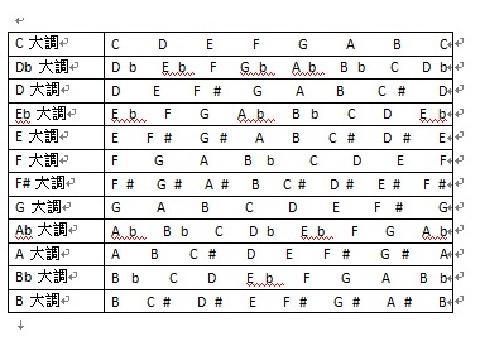 C 大調 C D E F G A B C
Db 大調 D b E b F G b A b B b C D b
D 大調 D E F # G A B C # D
Eb 大調 E b F G A b B b C D E b
E 大調 E F # G # A B C # D # E
F 大調 F G A B b C D E F
F# 大調 F # G # A # B C # D # E # F #
G 大調 G A B C D E F # G
Ab 大調 A b B b C D b E b F G A b
A 大調 A B C # D E F # G # A
Bb 大調 B b C D E b F G A B b
B 大調 B C # D # E F # G # A # B